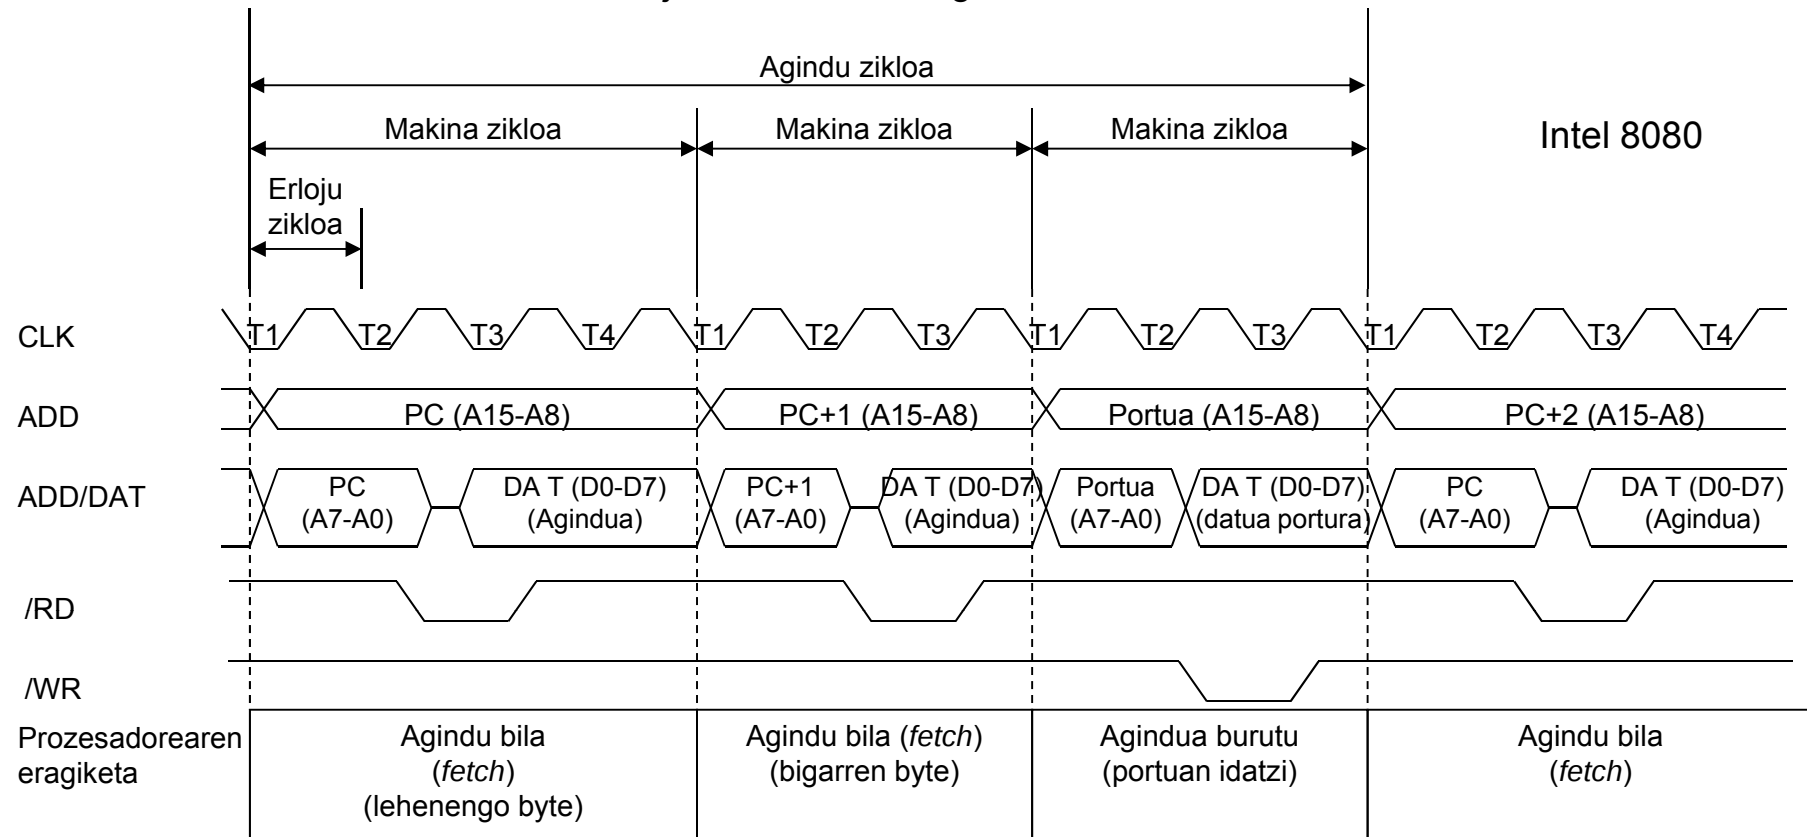 Agindu zikloa
Makina zikloa Makina zikloa Makina zikloa
Intel 8080
Erloju
zikloa
CLK T1 T2 T3 T4 T1 T2 T3 T1 T2 T3 T1 T2 T3 T4
ADD PC (A15-A8) PC+1 (A15-A8) Portua (A15-A8) PC+2 (A15-A8)
ADD/DAT
PC DA T (D0-D7) PC+1 DA T (D0-D7) Portua DA T (D0-D7) PC DA T (D0-D7)
(A7-A0) (Agindua) (A7-A0) (Agindua) (A7-A0) (datua portura) (A7-A0) (Agindua)
/RD
/WR
Prozesadorearen
eragiketa
Agindu bila
(fetch)
(lehenengo byte)
Agindu bila (fetch)
(bigarren byte)
Agindua burutu
(portuan idatzi)
Agindu bila
(fetch)